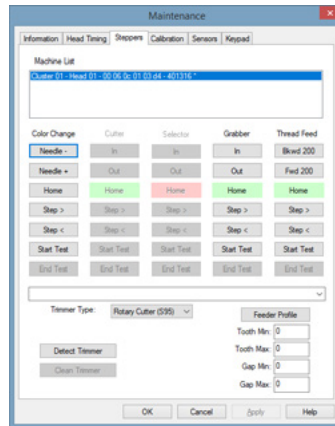 Maintenance
Information Head Timing Steppers Calibration Sensors Keypad
Machine List
Cluster 01 - Head 01 - 00 06 0c 01 03 d4 - 401316 *
Color Change Cutter Selector Grabber Thread Feed
Needle - In In In Bkwd 200
Needle + Out Out Out Fwd 200
Home Home Home Home Home
Step > Step > Step > Step > Step >
Step < Step < Step < Step < Step <
Start Test Start Test Start Test Start Test Start Test
End Test End Test End Test End Test End Test
Trimmer Type: Rotary Cutter (S95) Feeder Profile
Tooth Min: 0
Detect Trimmer Tooth Max: 0
Clean Trimmer Gap Min: 0
Gap Max: 0
OK Cancel Apply Help